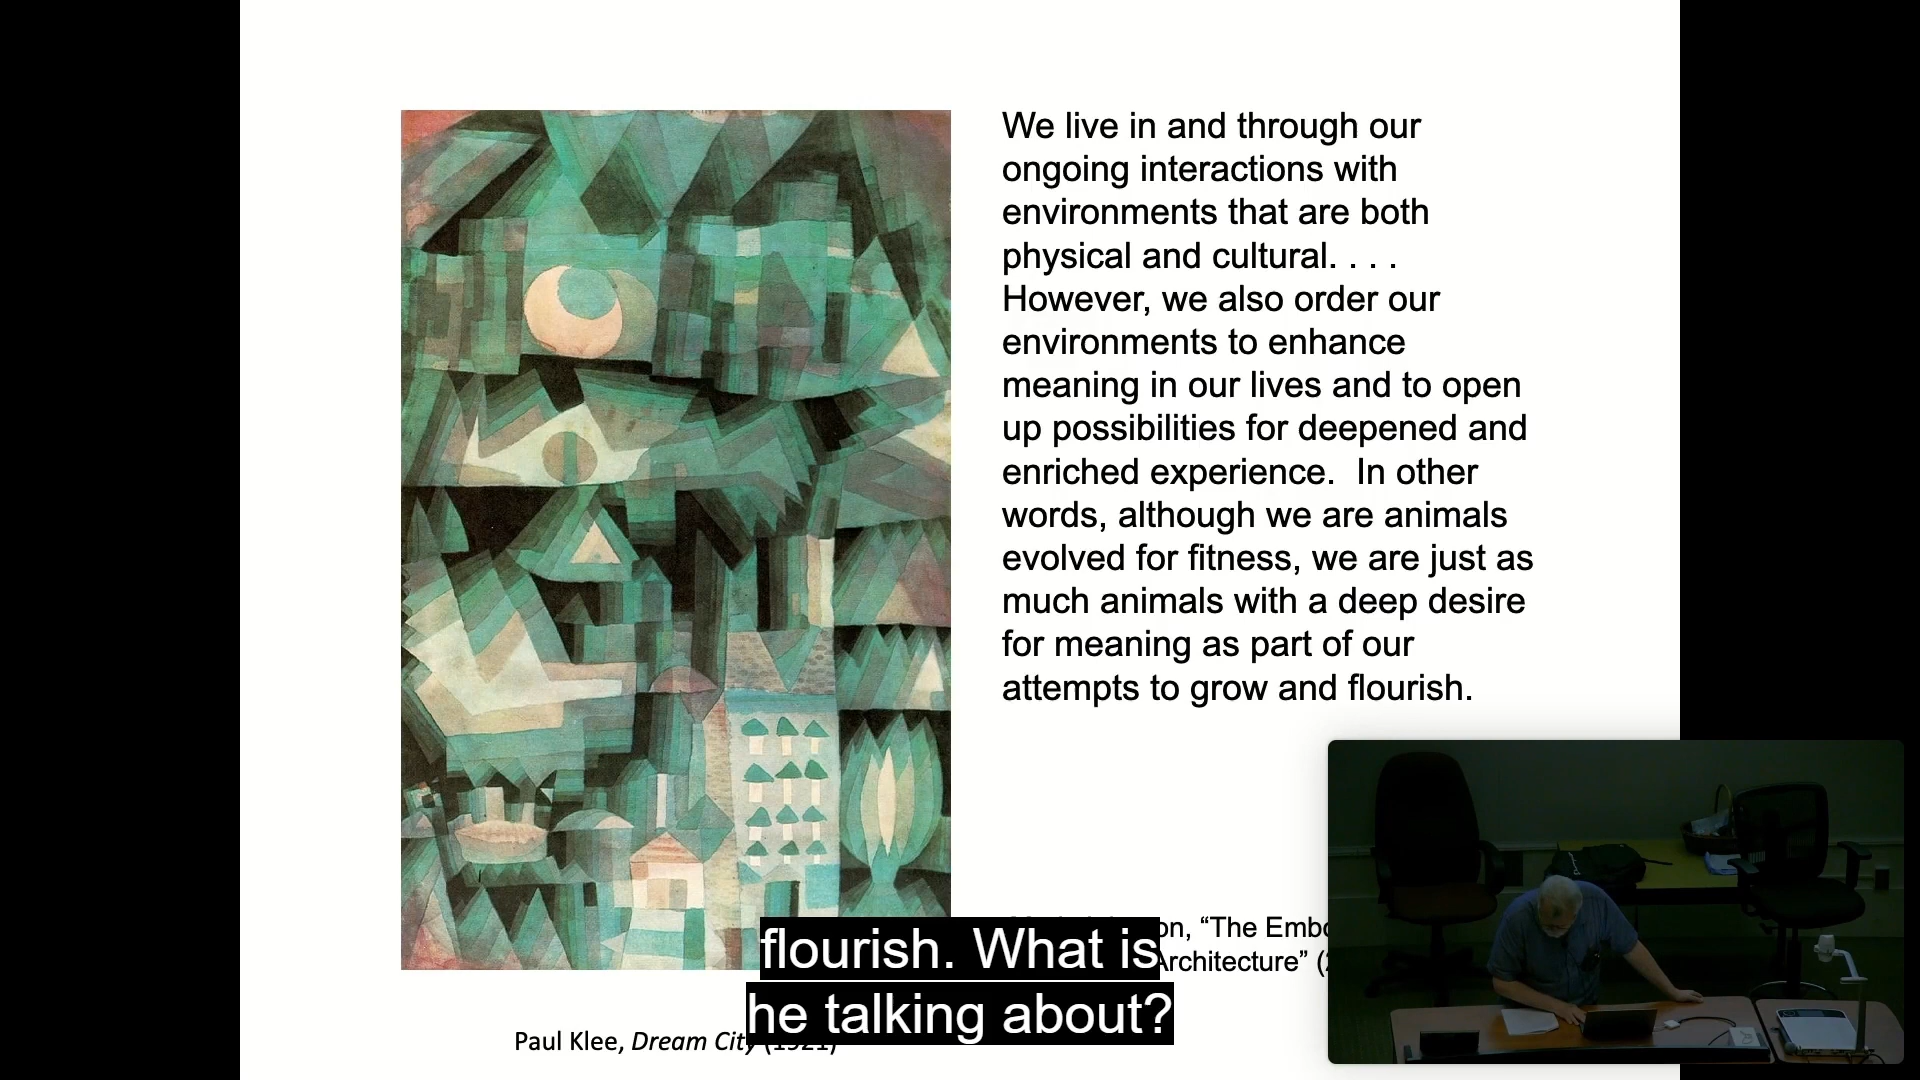 We live in and through our
ongoing interactions with
environments that are both
physical and cultural. . . .
However, we also order our
environments to enhance
meaning in our lives and to open
up possibilities for deepened and
enriched experience.  In other
words, although we are animals
evolved for fitness, we are just as
much animals with a deep desire
for meaning as part of our
attempts to grow and flourish.
“The
Architecture”
flourish. What is
he talking about?
Paul Klee, Dream City (1921)